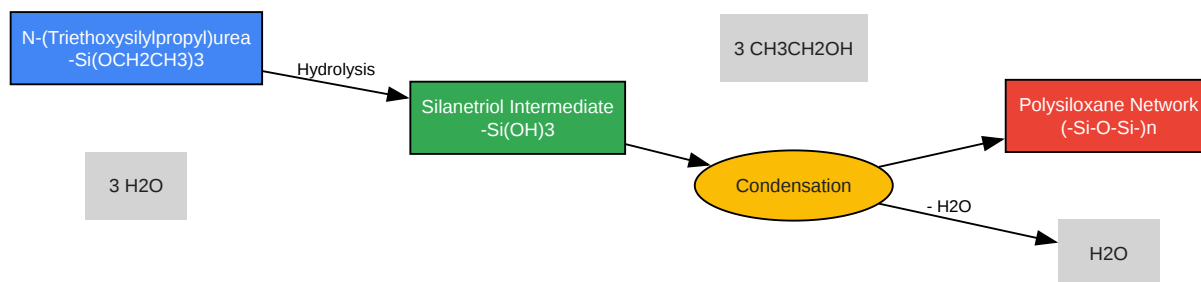 N-(Triethoxysilylpropyl)urea
-Si(OCH2CH3)3
Hydrolysis
3 H2O
Silanetriol Intermediate
-Si(OH)3
3 CH3CH2OH
Condensation
Polysiloxane Network
(-Si-O-Si-)n
- H2O
H2O